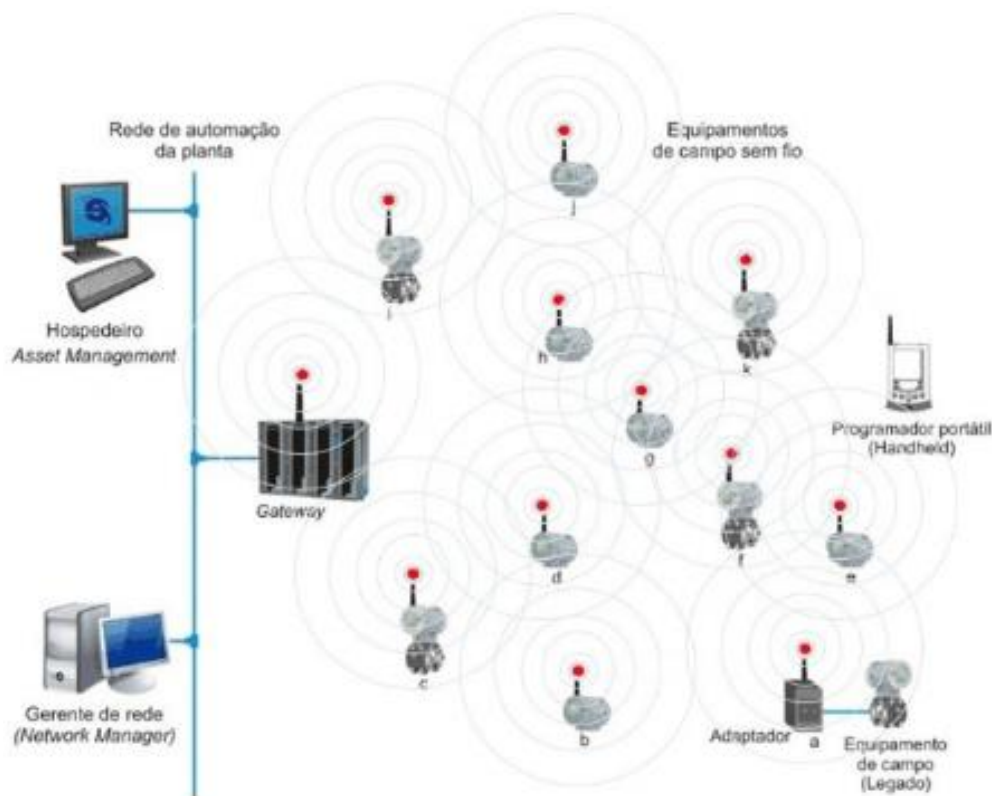 Rede de automação
da planta
Equipamentos
de campo sem fio
j
i
Hospedeiro
Asset Management
h
k
Programador portátil
(Handheld)
g
Gateway
f
d
e
c
Gerente de rede
(Network Manager)
b
Adaptador
a
Equipamento
de campo
(Legado)